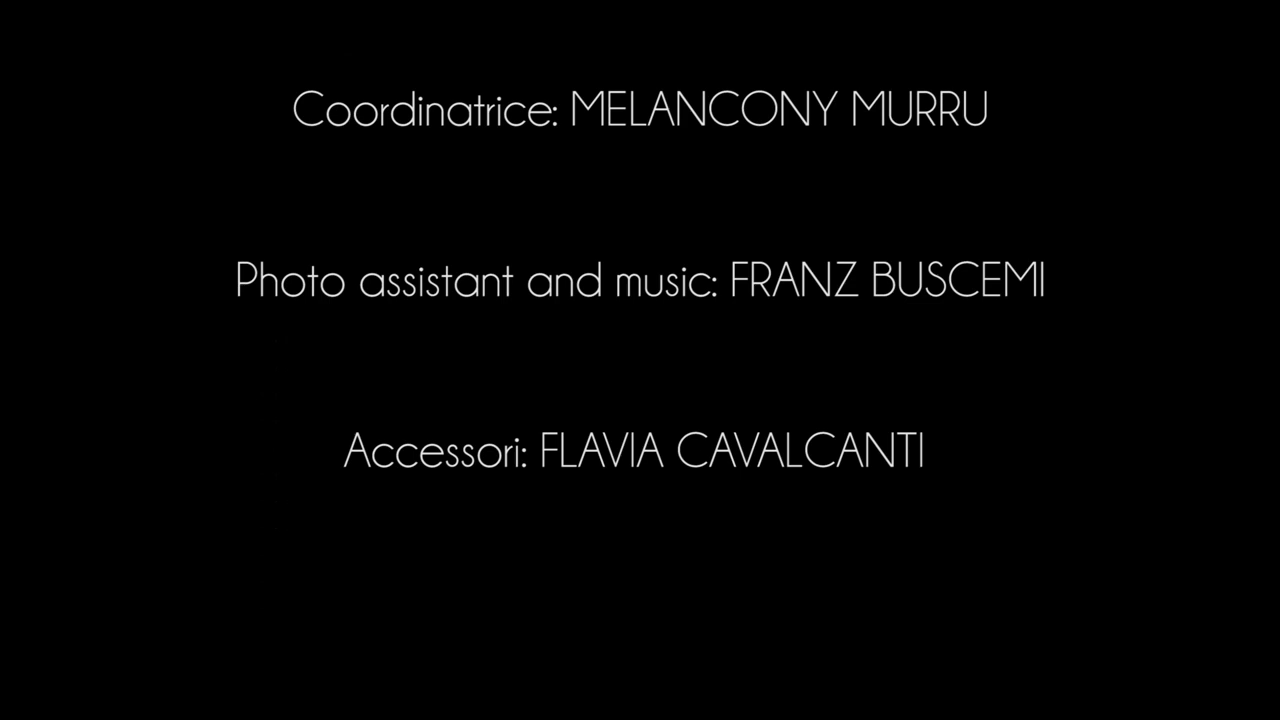 Coordinatrice: MELANCONY MURRU
Photo assistant and music: FRANZ BUSCEMI
Accessori: FLAVIA CAVALCANTI